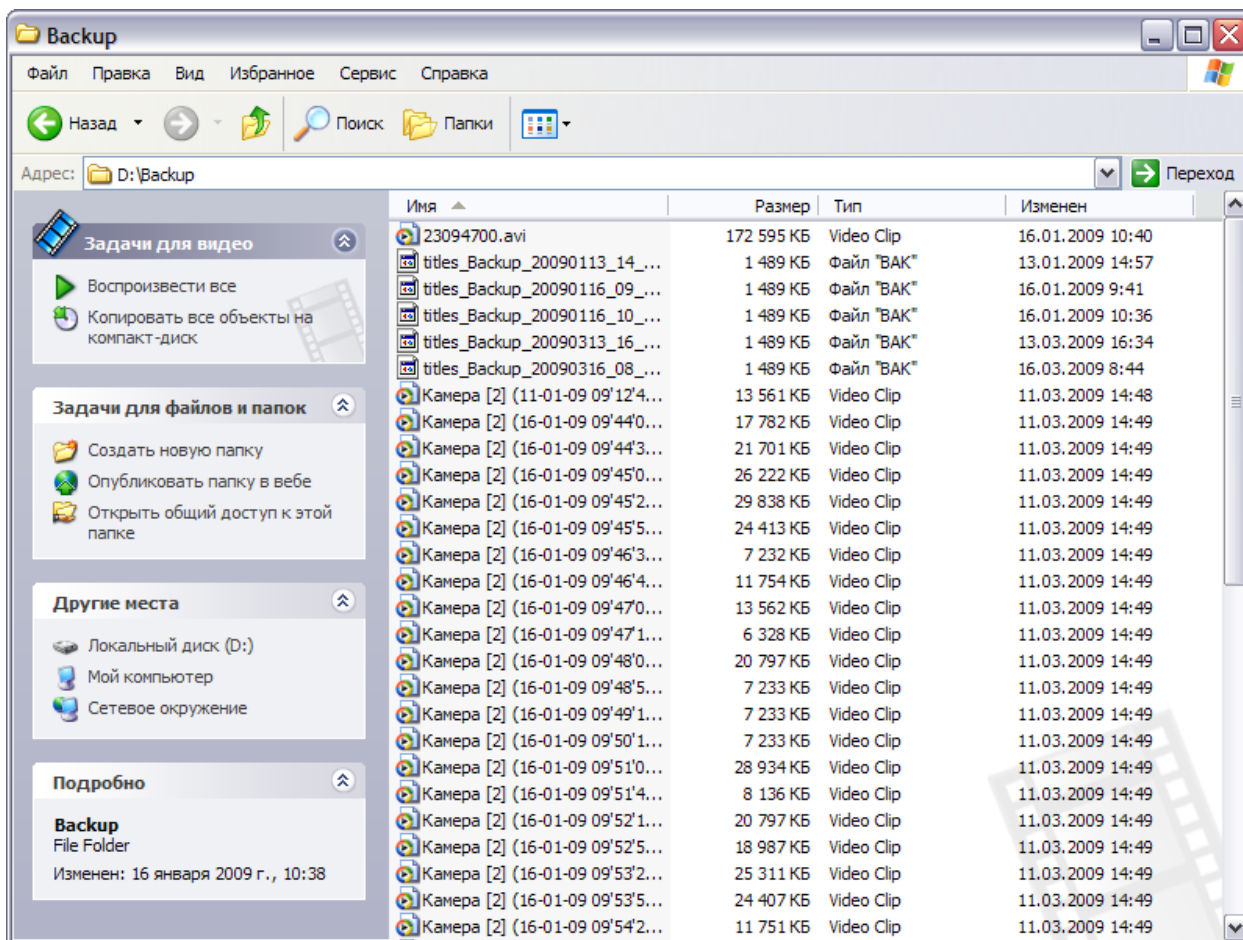 Backup
Файл Правка Вид Избранное Сервис Справка
Назад Поиск Папки
Адрес: D:\Backup Переход
Задачи для видео
Воспроизвести все
Копировать все объекты на
компакт-диск
Задачи для файлов и папок
Создать новую папку
Опубликовать папку в вебе
Открыть общий доступ к этой
папке
Другие места
Локальный диск (D:)
Мой компьютер
Сетевое окружение
Подробно
Backup
File Folder
Изменен: 16 января 2009 г., 10:38
Имя Размер Тип Изменен
23094700.avi 172 595 КБ Video Clip 16.01.2009 10:40
titles_Backup_20090113_14_... 1 489 КБ Файл "BAK" 13.01.2009 14:57
titles_Backup_20090116_09_... 1 489 КБ Файл "BAK" 16.01.2009 9:41
titles_Backup_20090116_10_... 1 489 КБ Файл "BAK" 16.01.2009 10:36
titles_Backup_20090313_16_... 1 489 КБ Файл "BAK" 13.03.2009 16:34
titles_Backup_20090316_08_... 1 489 КБ Файл "BAK" 16.03.2009 8:44
Камера [2] (11-01-09 09'12'4... 13 561 КБ Video Clip 11.03.2009 14:48
Камера [2] (16-01-09 09'44'0... 17 782 КБ Video Clip 11.03.2009 14:49
Камера [2] (16-01-09 09'44'3... 21 701 КБ Video Clip 11.03.2009 14:49
Камера [2] (16-01-09 09'45'0... 26 222 КБ Video Clip 11.03.2009 14:49
Камера [2] (16-01-09 09'45'2... 29 838 КБ Video Clip 11.03.2009 14:49
Камера [2] (16-01-09 09'45'5... 24 413 КБ Video Clip 11.03.2009 14:49
Камера [2] (16-01-09 09'46'3... 7 232 КБ Video Clip 11.03.2009 14:49
Камера [2] (16-01-09 09'46'4... 11 754 КБ Video Clip 11.03.2009 14:49
Камера [2] (16-01-09 09'47'0... 13 562 КБ Video Clip 11.03.2009 14:49
Камера [2] (16-01-09 09'47'1... 6 328 КБ Video Clip 11.03.2009 14:49
Камера [2] (16-01-09 09'48'0... 20 797 КБ Video Clip 11.03.2009 14:49
Камера [2] (16-01-09 09'48'5... 7 233 КБ Video Clip 11.03.2009 14:49
Камера [2] (16-01-09 09'49'1... 7 233 КБ Video Clip 11.03.2009 14:49
Камера [2] (16-01-09 09'50'1... 7 233 КБ Video Clip 11.03.2009 14:49
Камера [2] (16-01-09 09'51'0... 28 934 КБ Video Clip 11.03.2009 14:49
Камера [2] (16-01-09 09'51'4... 8 136 КБ Video Clip 11.03.2009 14:49
Камера [2] (16-01-09 09'52'1... 20 797 КБ Video Clip 11.03.2009 14:49
Камера [2] (16-01-09 09'52'5... 18 987 КБ Video Clip 11.03.2009 14:49
Камера [2] (16-01-09 09'53'2... 25 311 КБ Video Clip 11.03.2009 14:49
Камера [2] (16-01-09 09'53'5... 24 407 КБ Video Clip 11.03.2009 14:49
Камера [2] (16-01-09 09'54'2... 11 751 КБ Video Clip 11.03.2009 14:49